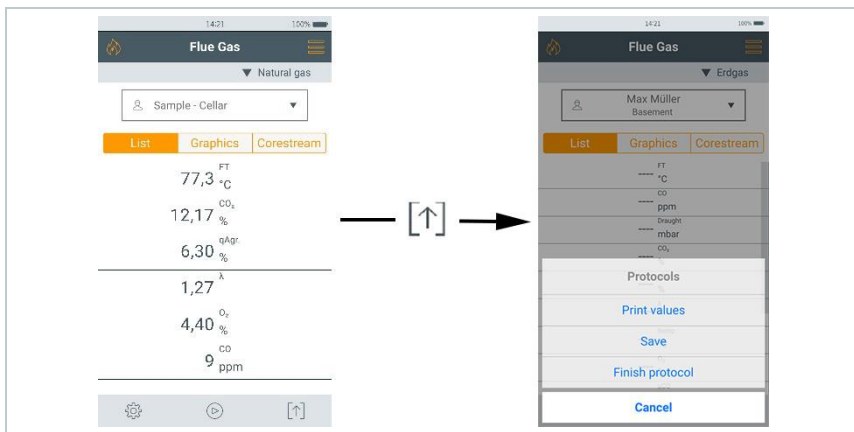 14:21 100%
Flue Gas
▼ Natural gas
Sample - Cellar ▼
List Graphics Corestream
FT
77,3 °C
CO₂
12,17 %
qAgr.
6,30 %
λ
1,27
O₂
4,40 %
CO
9 ppm
14:21 100%
Flue Gas
▼ Erdgas
Max Müller
Basement
List Graphics Corestream
FT
---- °C
CO
---- ppm
Draught
---- mbar
CO₂
----
Protocols
Print values
Save
Finish protocol
Cancel